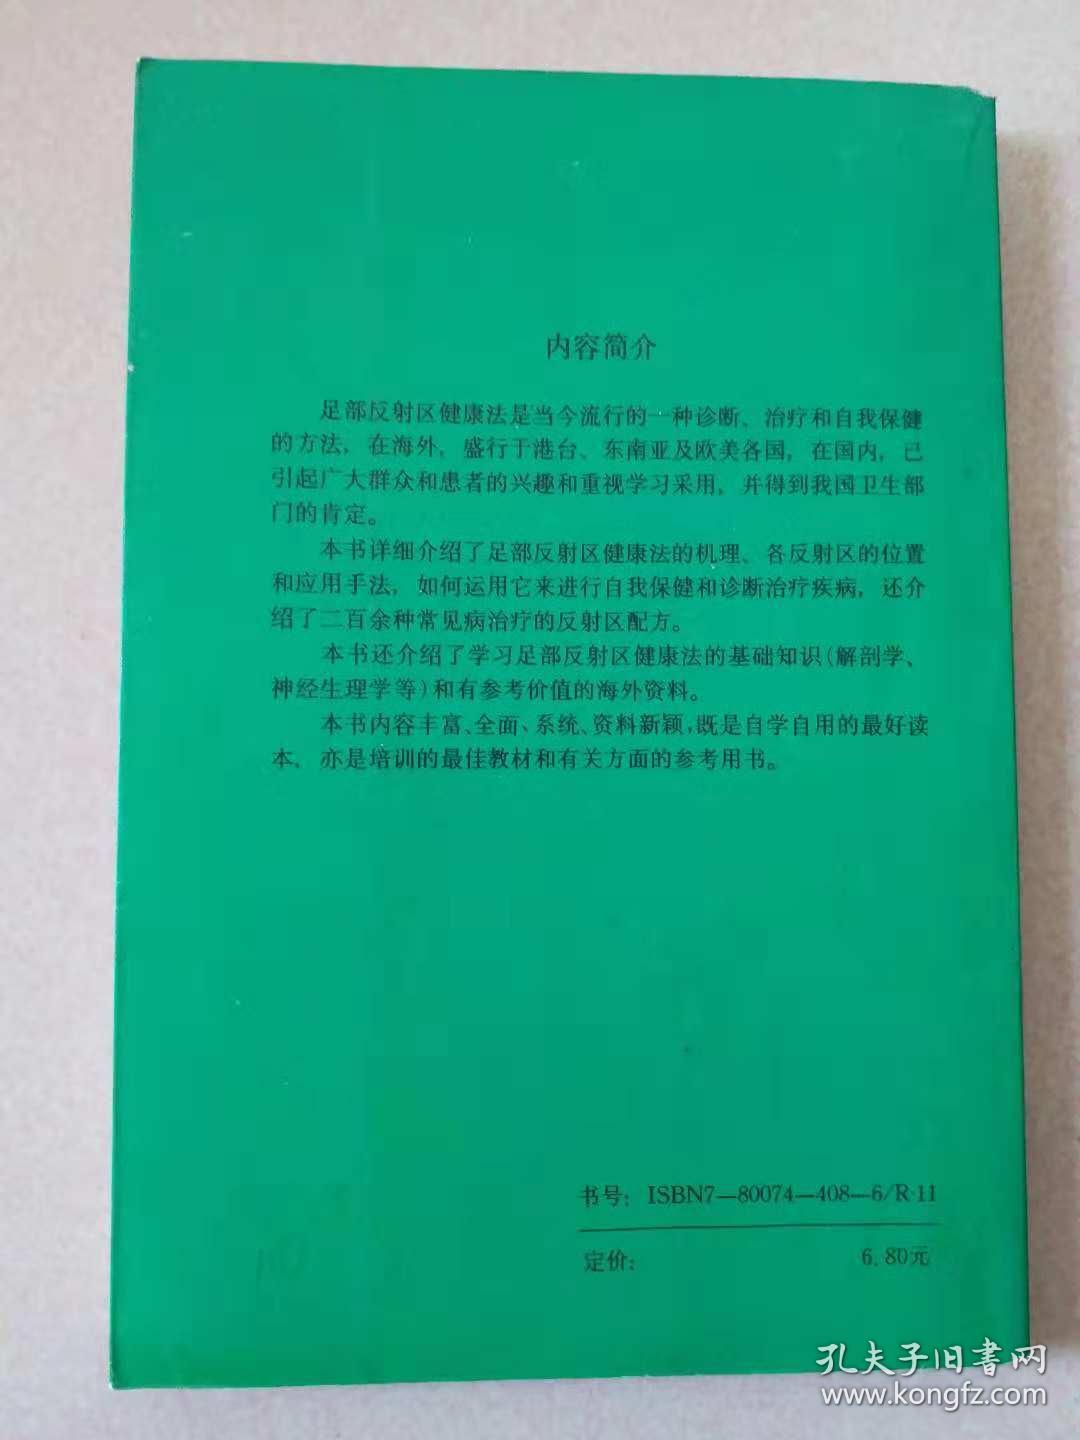 内容简介
足部反射区健康法是当今流行的一种诊断、治疗和自我保健
的方法，在海外，盛行于港台、东南亚及欧美各国，在国内，已
引起广大群众和患者的兴趣和重视学习采用，并得到我国卫生部
门的肯定。
本书详细介绍了足部反射区健康法的机理、各反射区的位置
和应用手法，如何运用它来进行自我保健和诊断治疗疾病，还介
绍了二百余种常见病治疗的反射区配方。
本书还介绍了学习足部反射区健康法的基础知识(解剖学、
神经生理学等)和有参考价值的海外资料。
本书内容丰富、全面、系统、资料新颖，既是自学自用的最好读
本，亦是培训的最佳教材和有关方面的参考用书。
书号：ISBN7—80074—408—6/R·11
定价：6.80元
孔夫子旧書网
www.kongfz.com